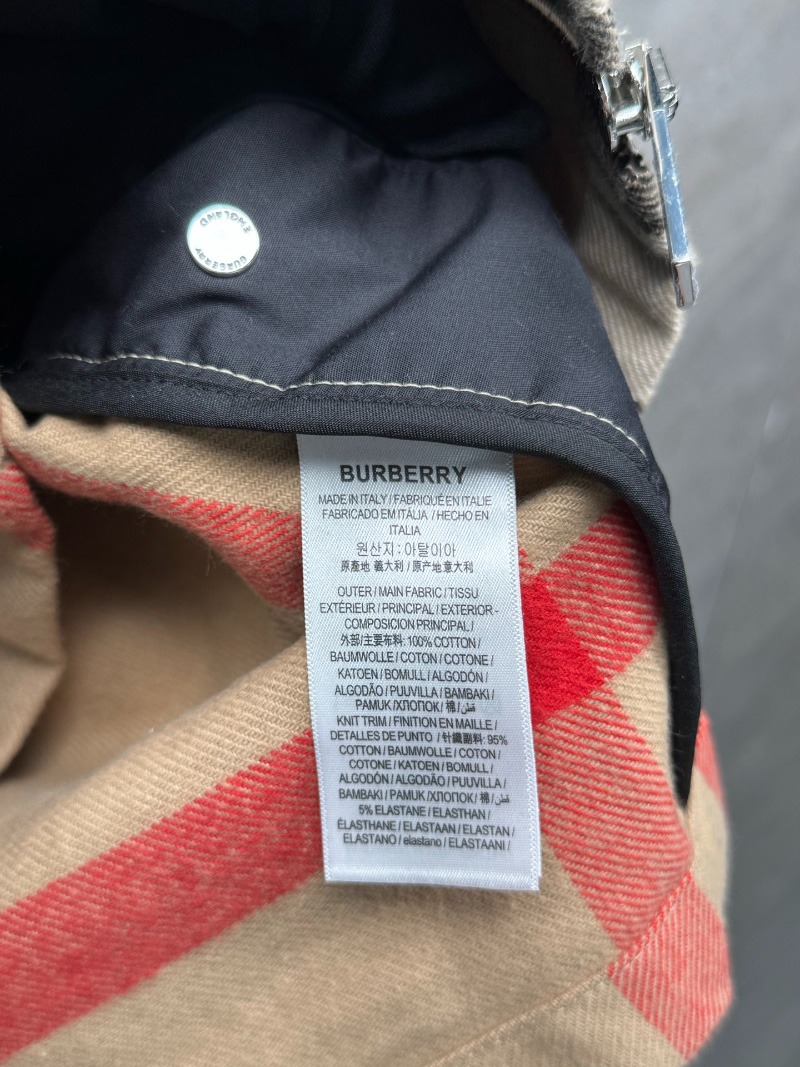 BURBERRY
ENGLAND
BURBERRY
MADE IN ITALY / FABRIQUÉ EN ITALIE
FABRICADO EM ITÁLIA / HECHO EN
ITALIA
원산지 : 아탈이아
原產地 義大利 / 原产地意大利
OUTER / MAIN FABRIC / TISSU
EXTÉRIEUR / PRINCIPAL / EXTERIOR -
COMPOSICION PRINCIPAL /
外部/主要布料: 100% COTTON /
BAUMWOLLE / COTON / COTONE /
KATOEN / BOMULL / ALGODÓN /
ALGODÃO / PUUVILLA / BAMBAKI /
PAMUK /ХЛОПОК/ 棉/ قطن/
KNIT TRIM / FINITION EN MAILLE /
DETALLES DE PUNTO / 針織副料: 95%
COTTON / BAUMWOLLE / COTON /
COTONE / KATOEN / BOMULL /
ALGODÓN / ALGODÃO / PUUVILLA /
BAMBAKI / PAMUK /ХЛОПОК/ 棉/ قطن/
5% ELASTANE / ELASTHAN /
ÉLASTHANE / ELASTAAN / ELASTAN /
ELASTANO / elastano / ELASTAANI /